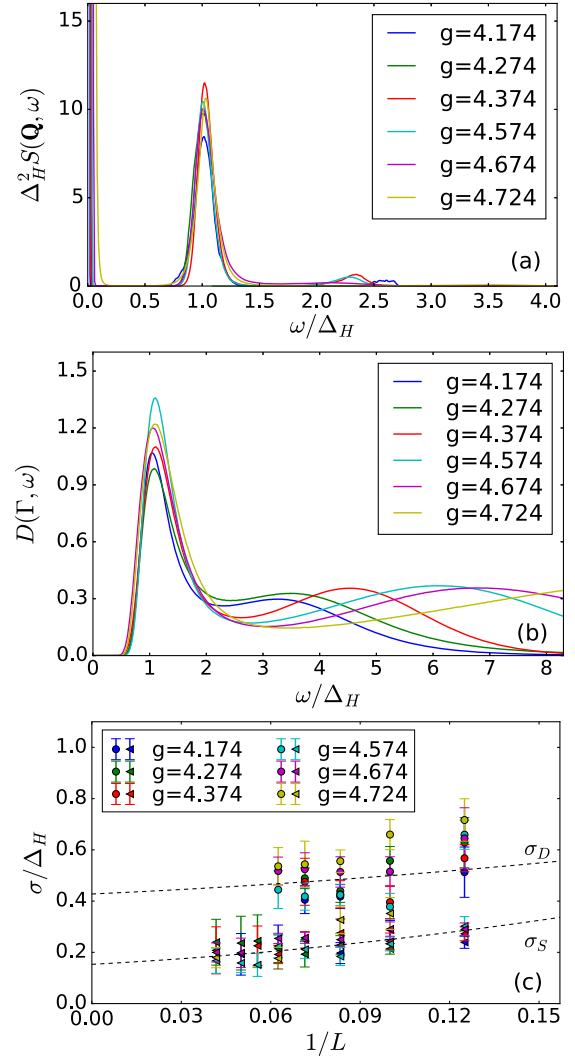 15
10
5
0
Δ²_H S(Q, ω)
g=4.174
g=4.274
g=4.374
g=4.574
g=4.674
g=4.724
(a)
0.0 0.5 1.0 1.5 2.0 2.5 3.0 3.5 4.0
ω/Δ_H
1.5
1.2
0.9
0.6
0.3
0.0
D(Γ, ω)
g=4.174
g=4.274
g=4.374
g=4.574
g=4.674
g=4.724
(b)
0 1 2 3 4 5 6 7 8
ω/Δ_H
1.0
0.8
0.6
0.4
0.2
0.0
σ/Δ_H
g=4.174 g=4.574
g=4.274 g=4.674
g=4.374 g=4.724
σ_D
σ_S
(c)
0.00 0.03 0.06 0.09 0.12 0.15
1/L